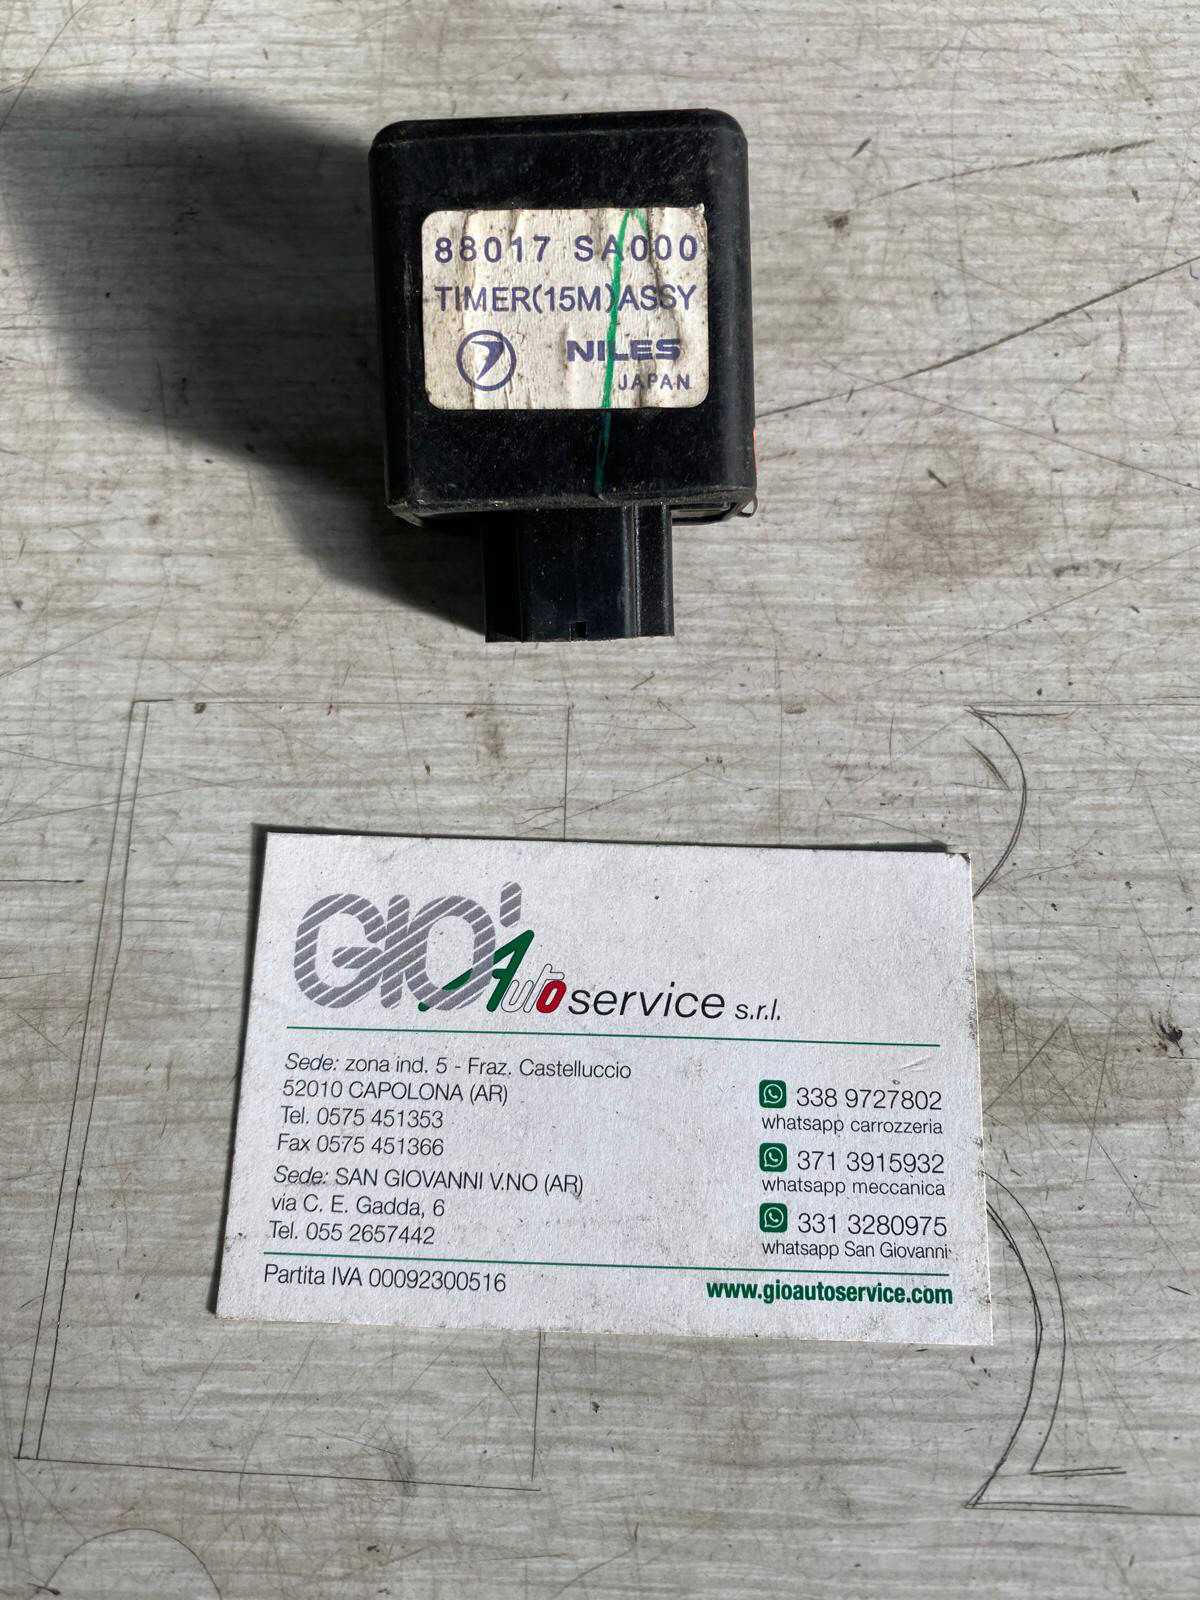 88017 SA000
TIMER(15M)ASSY
NILES
JAPAN
GIO' Auto service s.r.l.
Sede: zona ind. 5 - Fraz. Castelluccio
52010 CAPOLONA (AR)
Tel. 0575 451353
Fax 0575 451366
Sede: SAN GIOVANNI V.NO (AR)
via C. E. Gadda, 6
Tel. 055 2657442
338 9727802
whatsapp carrozzeria
371 3915932
whatsapp meccanica
331 3280975
whatsapp San Giovanni
Partita IVA 00092300516
www.gioautoservice.com